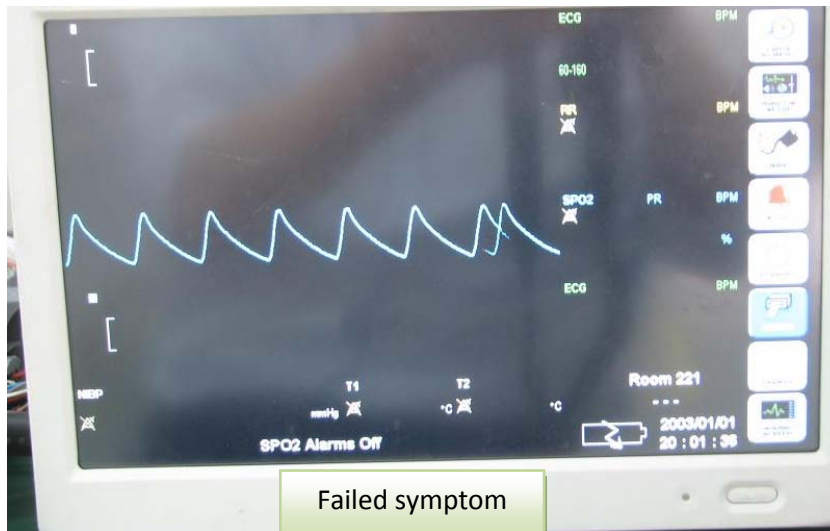 ECG BPM
60-160
RR BPM
SPO2 PR BPM
%
ECG BPM
NIBP T1 T2 Room 221
mmHg °C °C ---
2003/01/01
SPO2 Alarms Off 20:01:36
Failed symptom